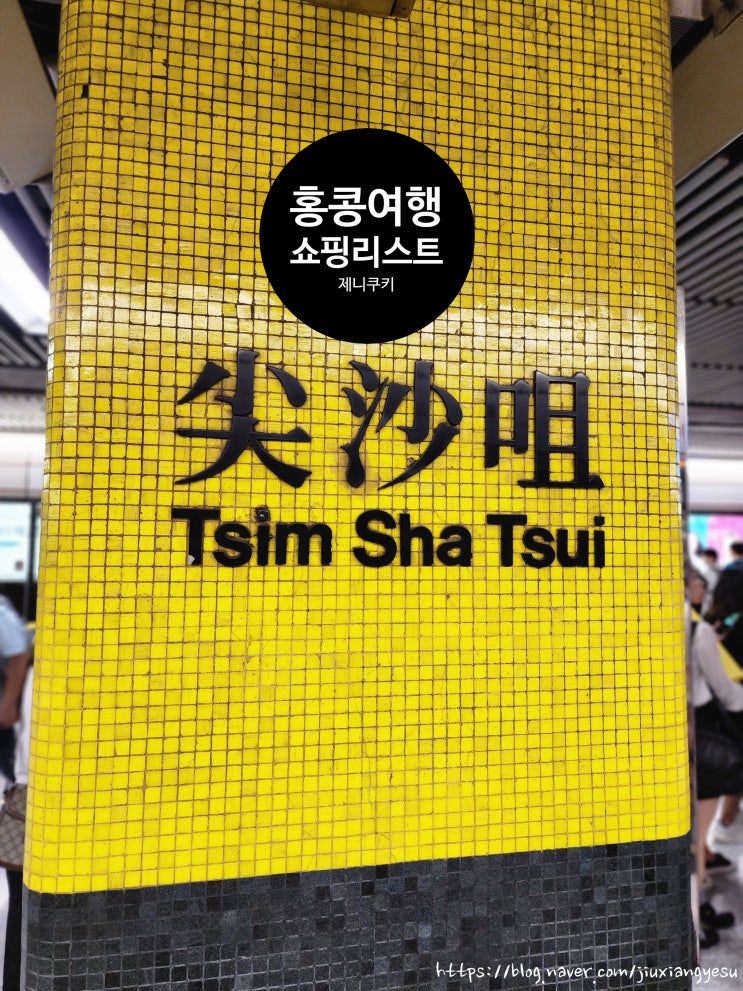 홍콩여행
쇼핑리스트
제니쿠키
尖沙咀
Tsim Sha Tsui
https://blog.naver.com/jiuxiangyesu